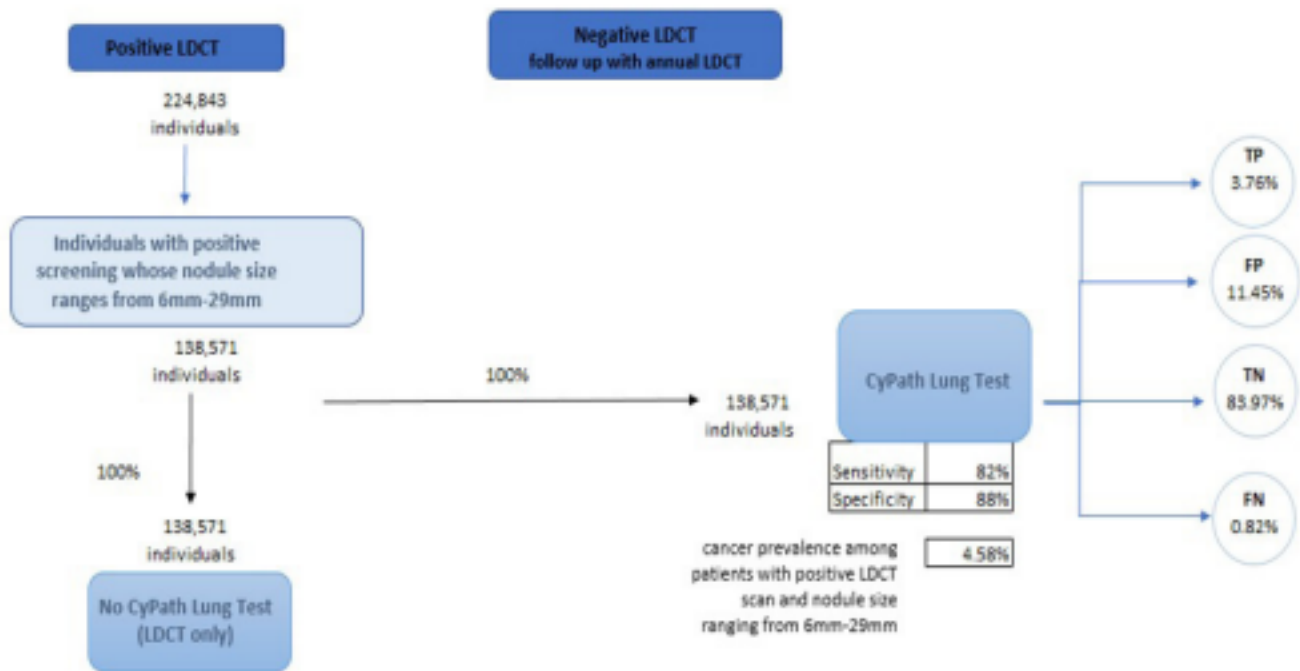 Positive LDCT
Negative LDCT
follow up with annual LDCT
224,843
individuals
Individuals with positive
screening whose nodule size
ranges from 6mm-29mm
138,571
individuals
100%
138,571
individuals
No CyPath Lung Test
(LDCT only)
100%
138,571
individuals
CyPath Lung Test
Sensitivity 82%
Specificity 88%
cancer prevalence among
patients with positive LDCT
scan and nodule size
ranging from 6mm-29mm
4.58%
TP
3.76%
FP
11.45%
TN
83.97%
FN
0.82%